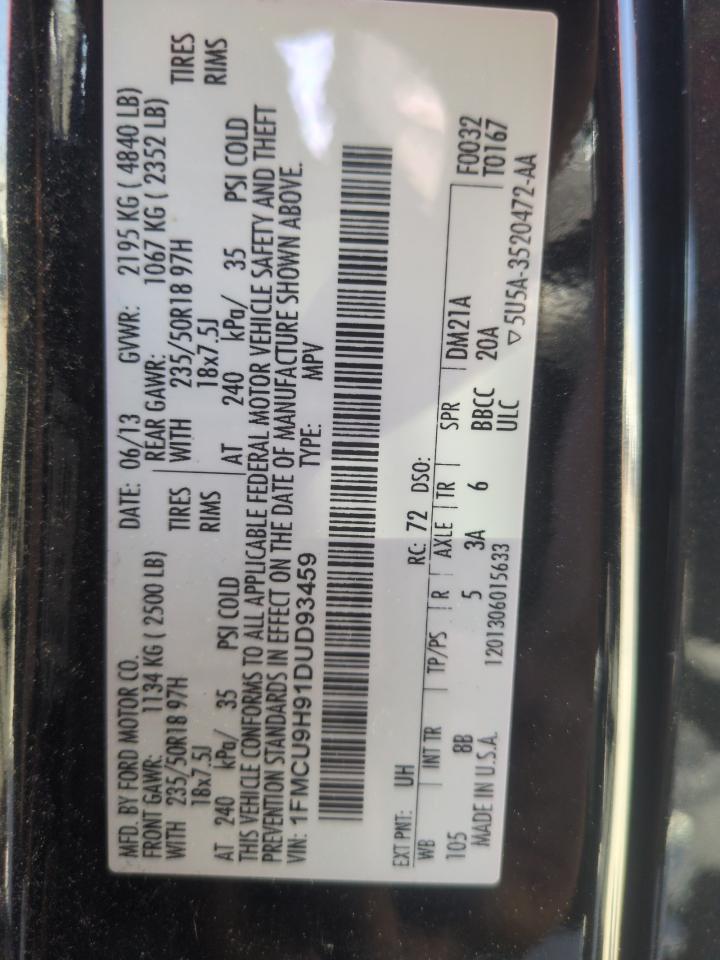 MFD. BY FORD MOTOR CO. DATE: 06/13 GVWR: 2195 KG ( 4840 LB)
FRONT GAWR: 1134 KG ( 2500 LB) REAR GAWR: 1067 KG ( 2352 LB)
WITH 235/50R18 97H TIRES WITH 235/50R18 97H TIRES
18x7.5J RIMS 18x7.5J RIMS
AT 240 kPa/ 35 PSI COLD AT 240 kPa/ 35 PSI COLD
THIS VEHICLE CONFORMS TO ALL APPLICABLE FEDERAL MOTOR VEHICLE SAFETY AND THEFT
PREVENTION STANDARDS IN EFFECT ON THE DATE OF MANUFACTURE SHOWN ABOVE.
VIN: 1FMCU9H91DUD93459 TYPE: MPV
EXT PNT: UH RC: 72 DSO: F0032
WB INT TR TP/PS R AXLE TR SPR DM21A T0167
105 8B 5 3A 6 BBCC 20A
MADE IN U.S.A. 1201306015633 ULC ▽5U5A-3520472-AA